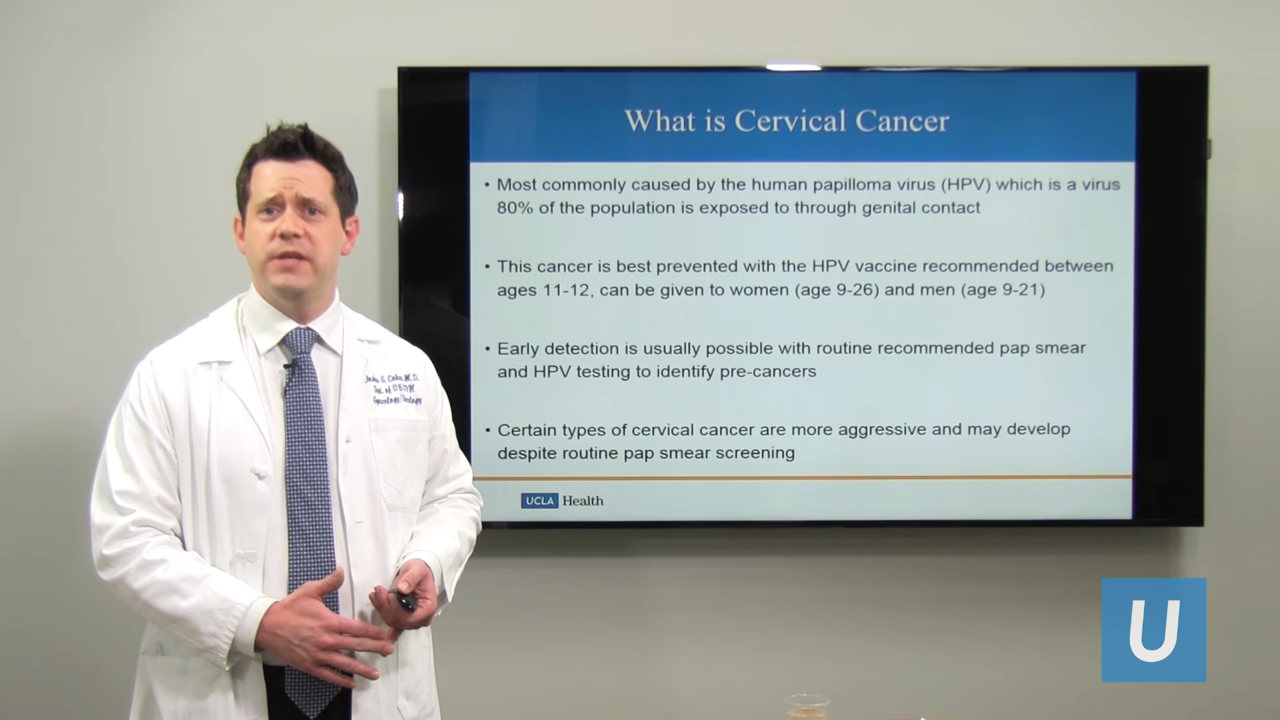 What is Cervical Cancer
• Most commonly caused by the human papilloma virus (HPV) which is a virus
80% of the population is exposed to through genital contact
• This cancer is best prevented with the HPV vaccine recommended between
ages 11-12, can be given to women (age 9-26) and men (age 9-21)
• Early detection is usually possible with routine recommended pap smear
and HPV testing to identify pre-cancers
• Certain types of cervical cancer are more aggressive and may develop
despite routine pap smear screening
UCLA Health
M.D.
U